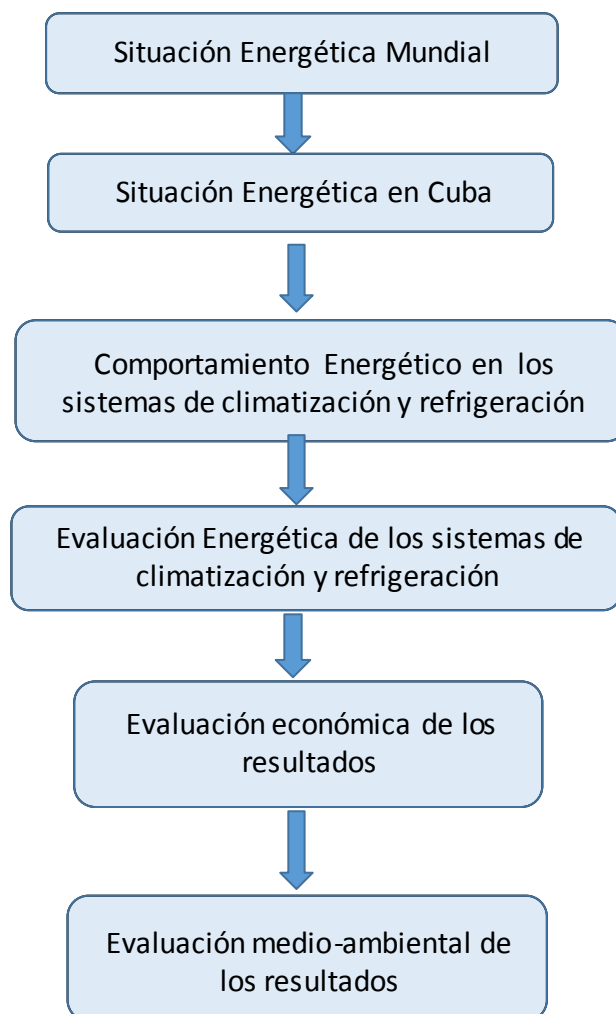 Situación Energética Mundial
Situación Energética en Cuba
Comportamiento Energético en los
sistemas de climatización y refrigeración
Evaluación Energética de los sistemas de
climatización y refrigeración
Evaluación económica de los
resultados
Evaluación medio-ambiental de
los resultados